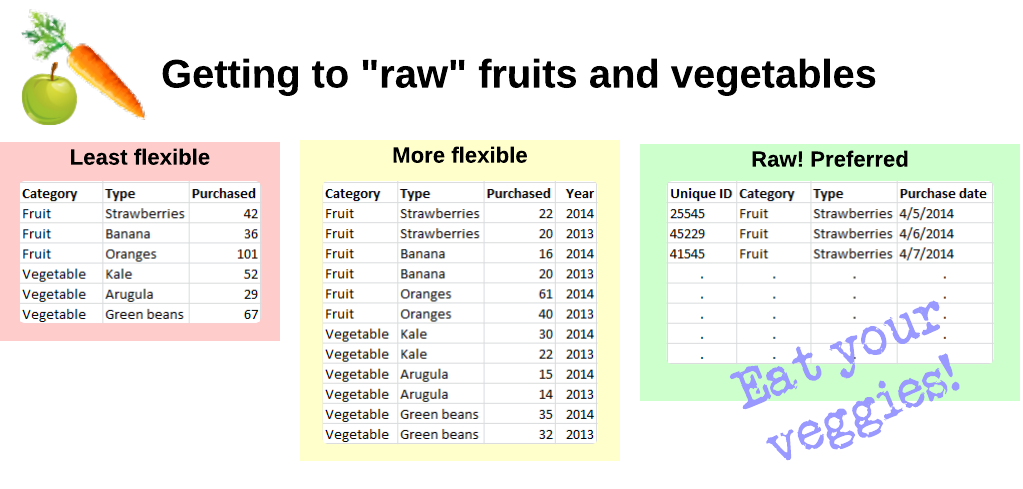 Getting to "raw" fruits and vegetables
Least flexible
Category Type Purchased
Fruit Strawberries 42
Fruit Banana 36
Fruit Oranges 101
Vegetable Kale 52
Vegetable Arugula 29
Vegetable Green beans 67
More flexible
Category Type Purchased Year
Fruit Strawberries 22 2014
Fruit Strawberries 20 2013
Fruit Banana 16 2014
Fruit Banana 20 2013
Fruit Oranges 61 2014
Fruit Oranges 40 2013
Vegetable Kale 30 2014
Vegetable Kale 22 2013
Vegetable Arugula 15 2014
Vegetable Arugula 14 2013
Vegetable Green beans 35 2014
Vegetable Green beans 32 2013
Raw! Preferred
Unique ID Category Type Purchase date
25545 Fruit Strawberries 4/5/2014
45229 Fruit Strawberries 4/6/2014
41545 Fruit Strawberries 4/7/2014
. . . .
. . . .
. . . .
. . . .
. . . .
Eat your
veggies!